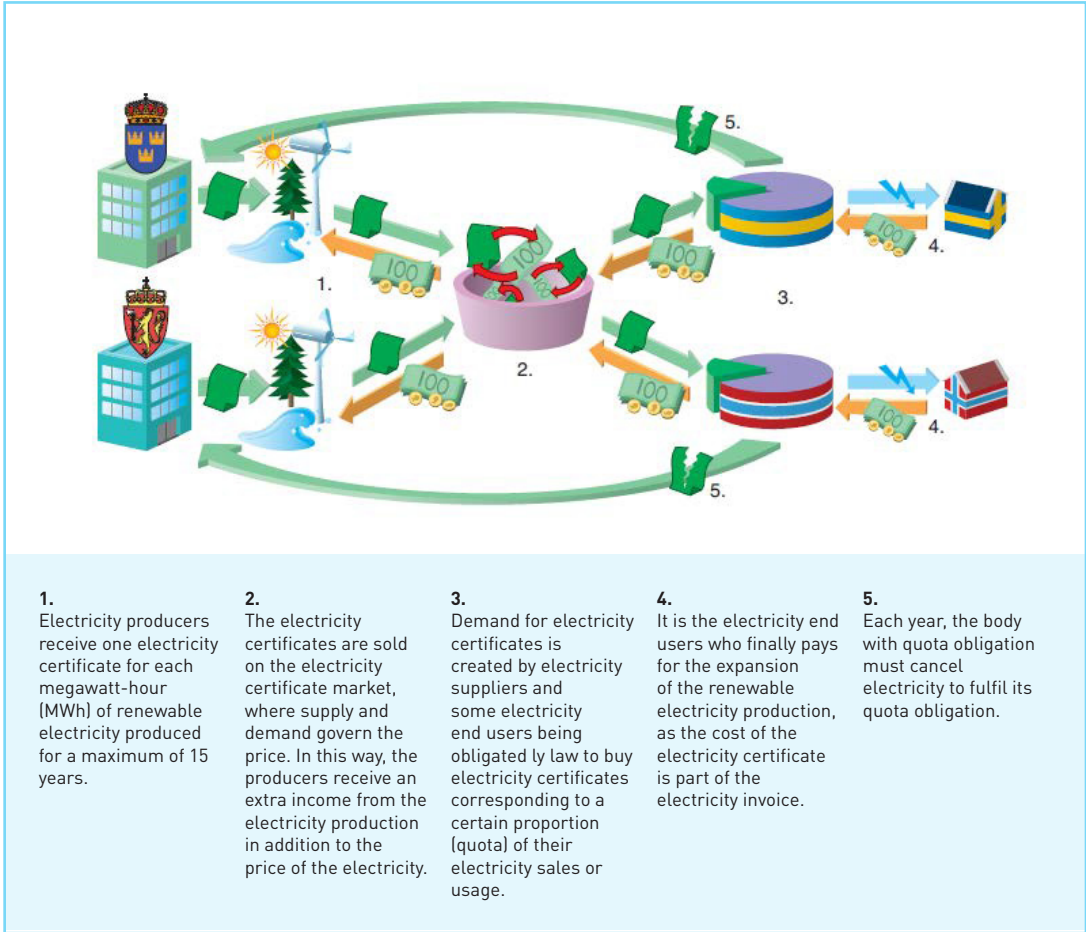 5.
100
100
100
4.
1.
3.
100
100
2.
100
100
100
4.
5.
1.
Electricity producers
receive one electricity
certificate for each
megawatt-hour
(MWh) of renewable
electricity produced
for a maximum of 15
years.
2.
The electricity
certificates are sold
on the electricity
certificate market,
where supply and
demand govern the
price. In this way, the
producers receive an
extra income from the
electricity production
in addition to the
price of the electricity.
3.
Demand for electricity
certificates is
created by electricity
suppliers and
some electricity
end users being
obligated ly law to buy
electricity certificates
corresponding to a
certain proportion
(quota) of their
electricity sales or
usage.
4.
It is the electricity end
users who finally pays
for the expansion
of the renewable
electricity production,
as the cost of the
electricity certificate
is part of the
electricity invoice.
5.
Each year, the body
with quota obligation
must cancel
electricity to fulfil its
quota obligation.